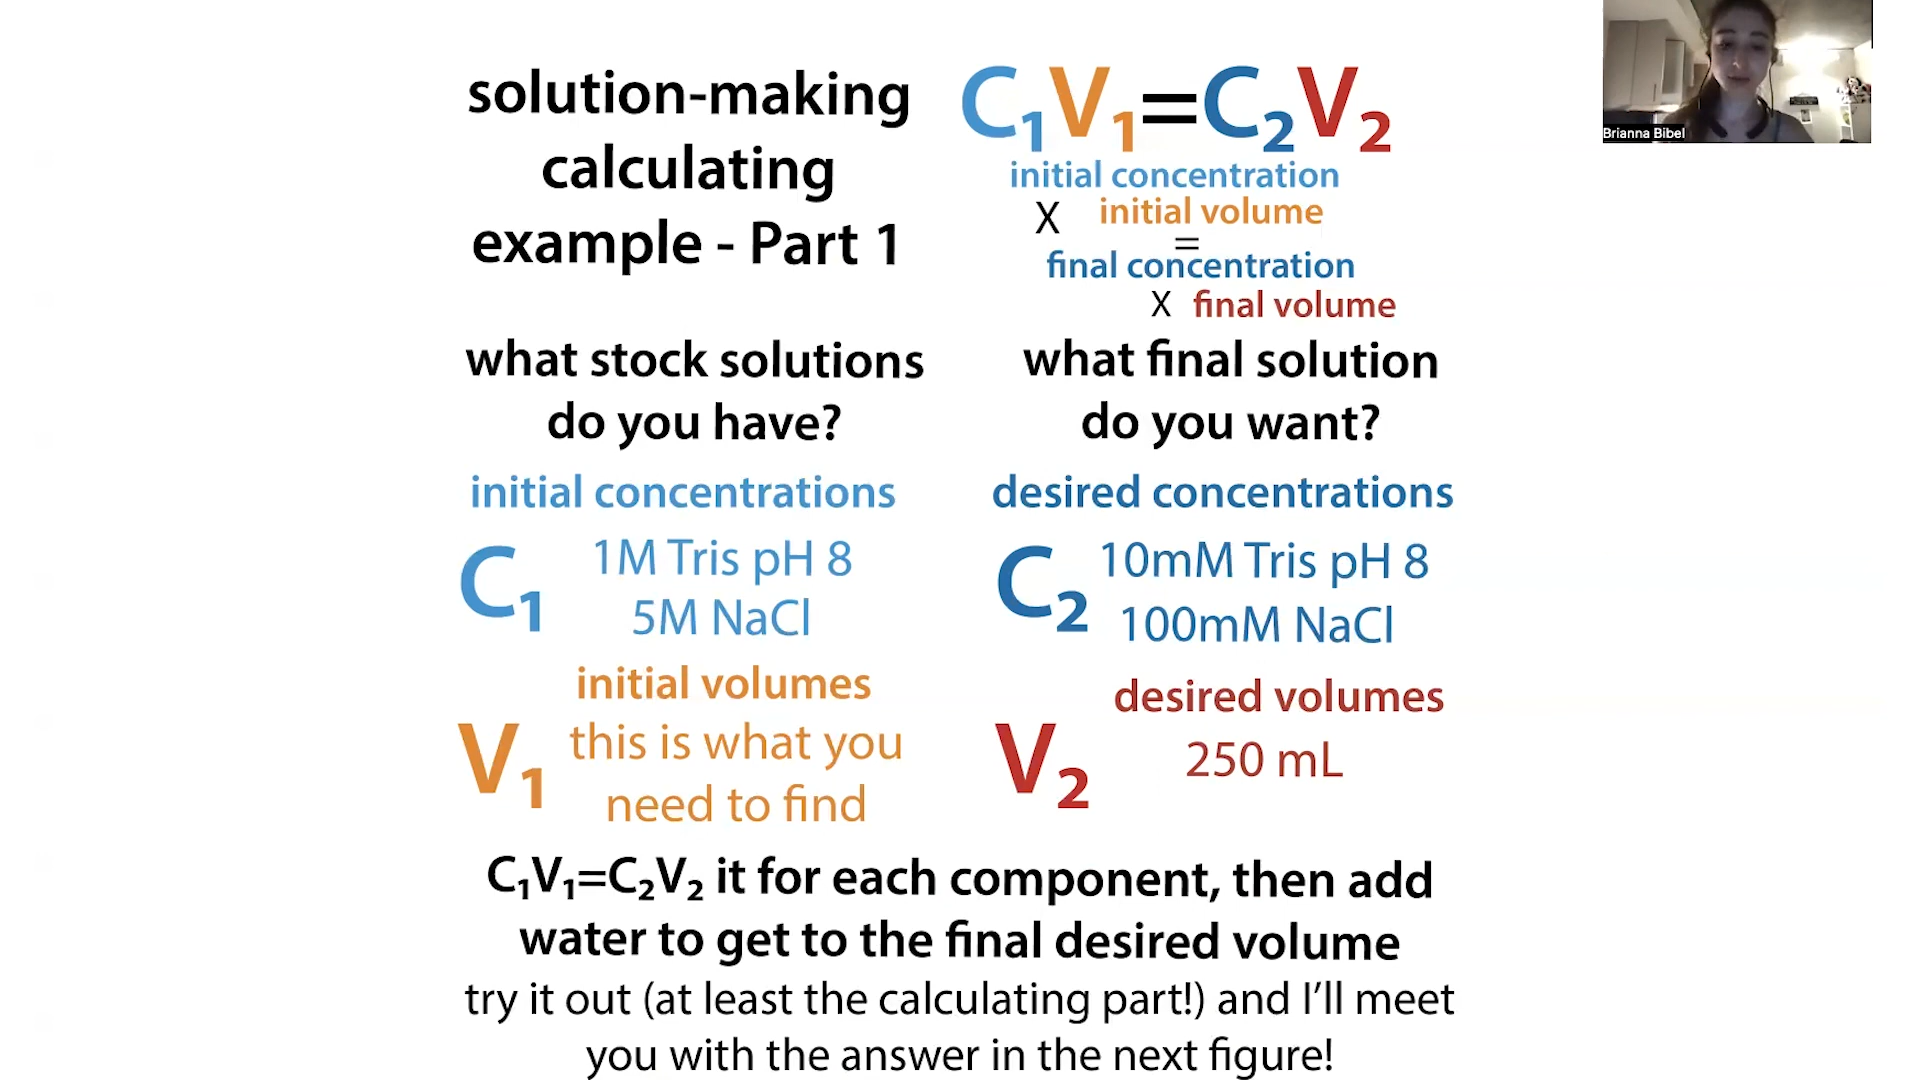 solution-making
calculating
example - Part 1
C₁V₁=C₂V₂
initial concentration
X initial volume
=
final concentration
X final volume
Brianna Bibel
what stock solutions
do you have?
initial concentrations
C₁ 1M Tris pH 8
5M NaCl
initial volumes
V₁ this is what you
need to find
what final solution
do you want?
desired concentrations
C₂ 10mM Tris pH 8
100mM NaCl
desired volumes
V₂ 250 mL
C₁V₁=C₂V₂ it for each component, then add
water to get to the final desired volume
try it out (at least the calculating part!) and I'll meet
you with the answer in the next figure!